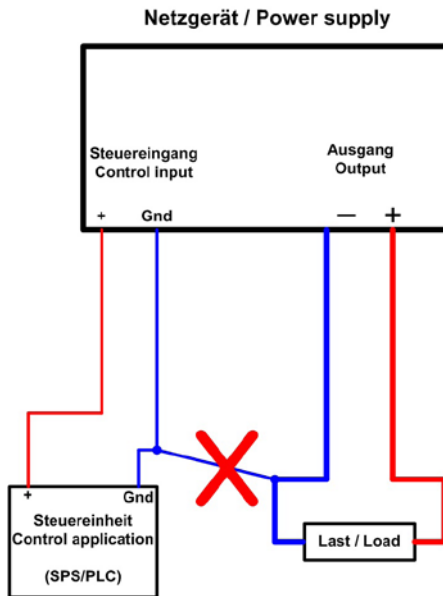 Netzgerät / Power supply
Steuereingang
Control input
Ausgang
Output
+
Gnd
—
+
+
Gnd
Steuereinheit
Control application
(SPS/PLC)
Last / Load